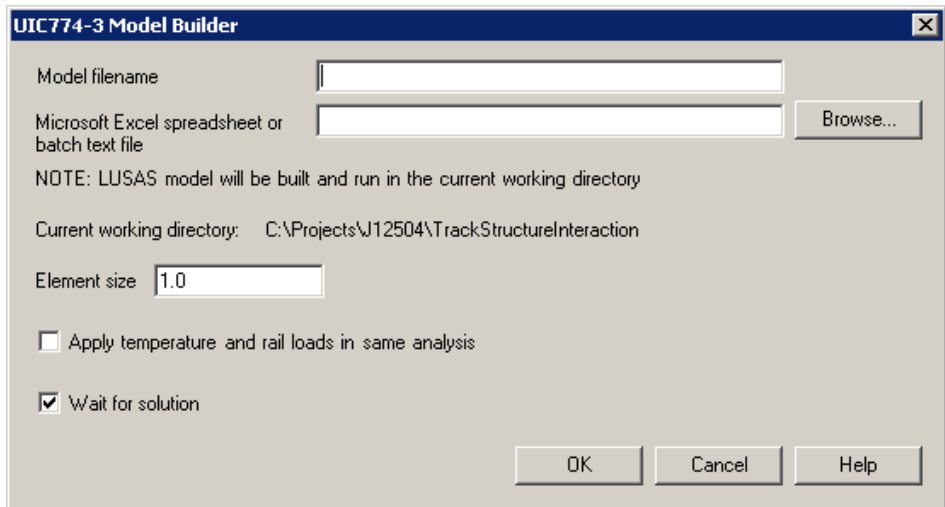 UIC774-3 Model Builder
Model filename
Microsoft Excel spreadsheet or
batch text file
Browse...
NOTE: LUSAS model will be built and run in the current working directory
Current working directory: C:\Projects\J12504\TrackStructureInteraction
Element size 1.0
Apply temperature and rail loads in same analysis
Wait for solution
OK Cancel Help